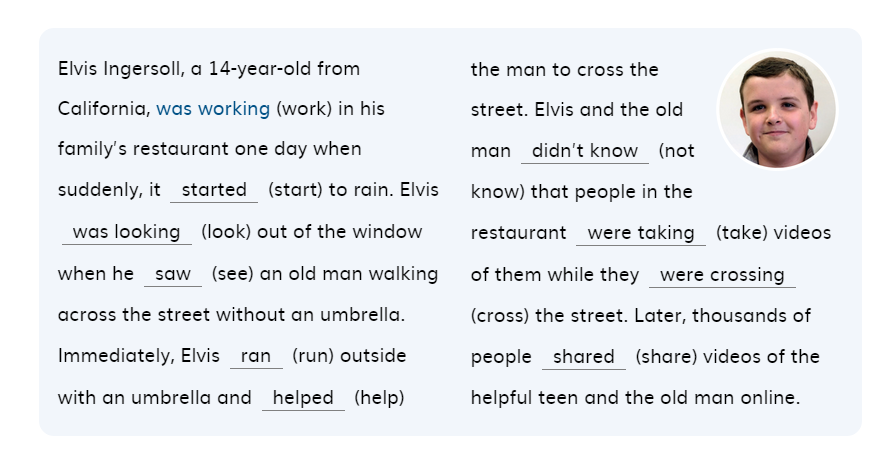 Elvis Ingersoll, a 14-year-old from
California, was working (work) in his
family's restaurant one day when
suddenly, it started (start) to rain. Elvis
was looking (look) out of the window
when he saw (see) an old man walking
across the street without an umbrella.
Immediately, Elvis ran (run) outside
with an umbrella and helped (help)
the man to cross the
street. Elvis and the old
man didn't know (not
know) that people in the
restaurant were taking (take) videos
of them while they were crossing
(cross) the street. Later, thousands of
people shared (share) videos of the
helpful teen and the old man online.